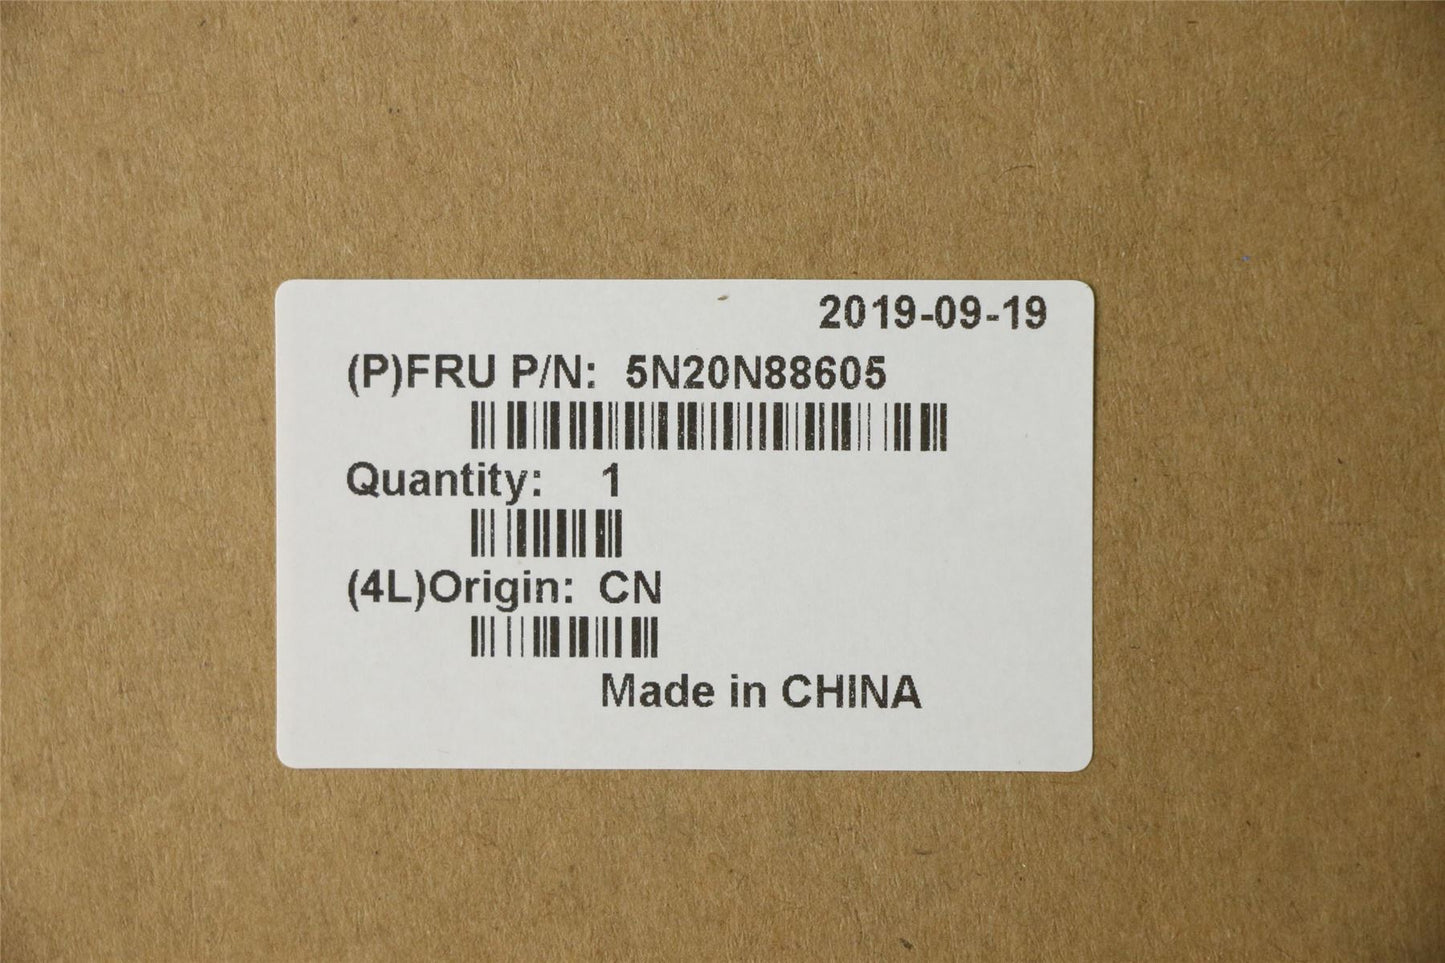 2019-09-19
(P)FRU P/N: 5N20N88605
Quantity: 1
(4L)Origin: CN
Made in CHINA